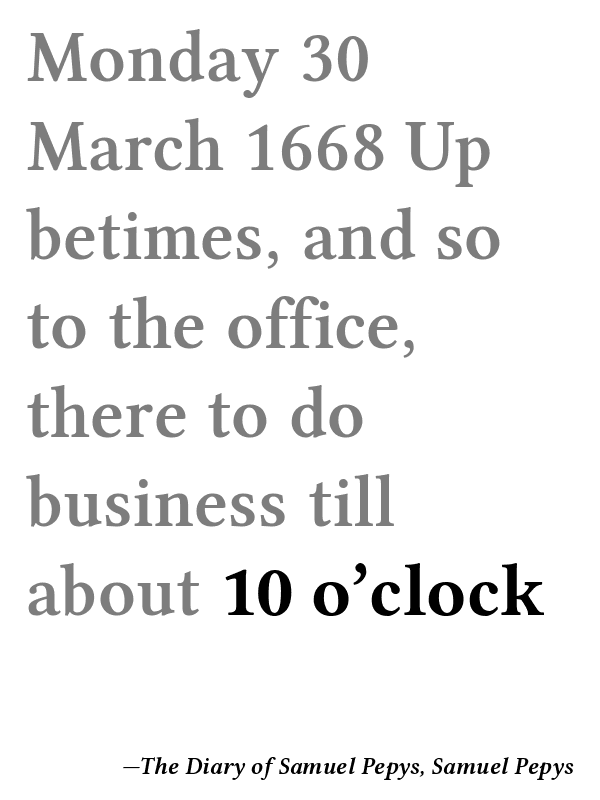 Monday 30
March 1668 Up
betimes, and so
to the office,
there to do
business till
about 10 o’clock
—The Diary of Samuel Pepys, Samuel Pepys